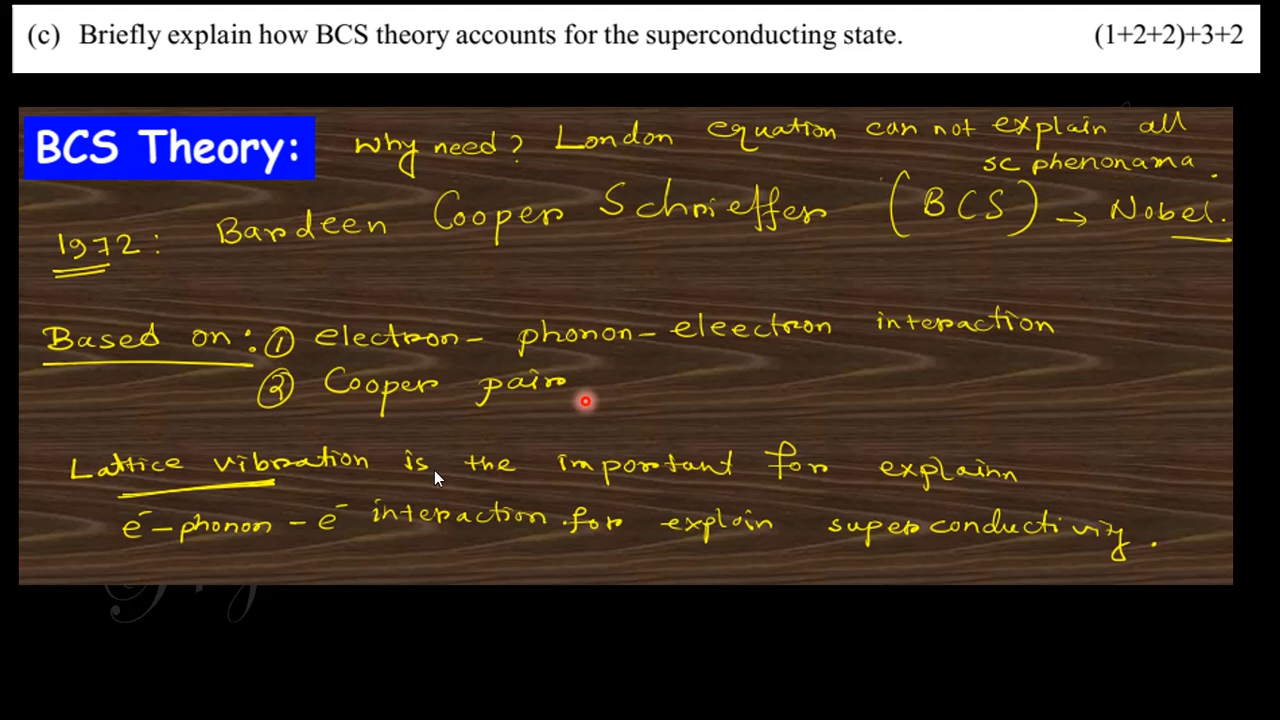 (c) Briefly explain how BCS theory accounts for the superconducting state. (1+2+2)+3+2
BCS Theory: Why need? London equation can not explain all
sc phenonama.
1972: Bardeen Cooper Schrieffer (BCS) → Nobel.
Based on: ① electron - phonon - eleectron interaction
② Cooper pair
Lattice vibration is the important for explainn
e⁻ - phonon - e⁻ interaction for explain superconductivity.